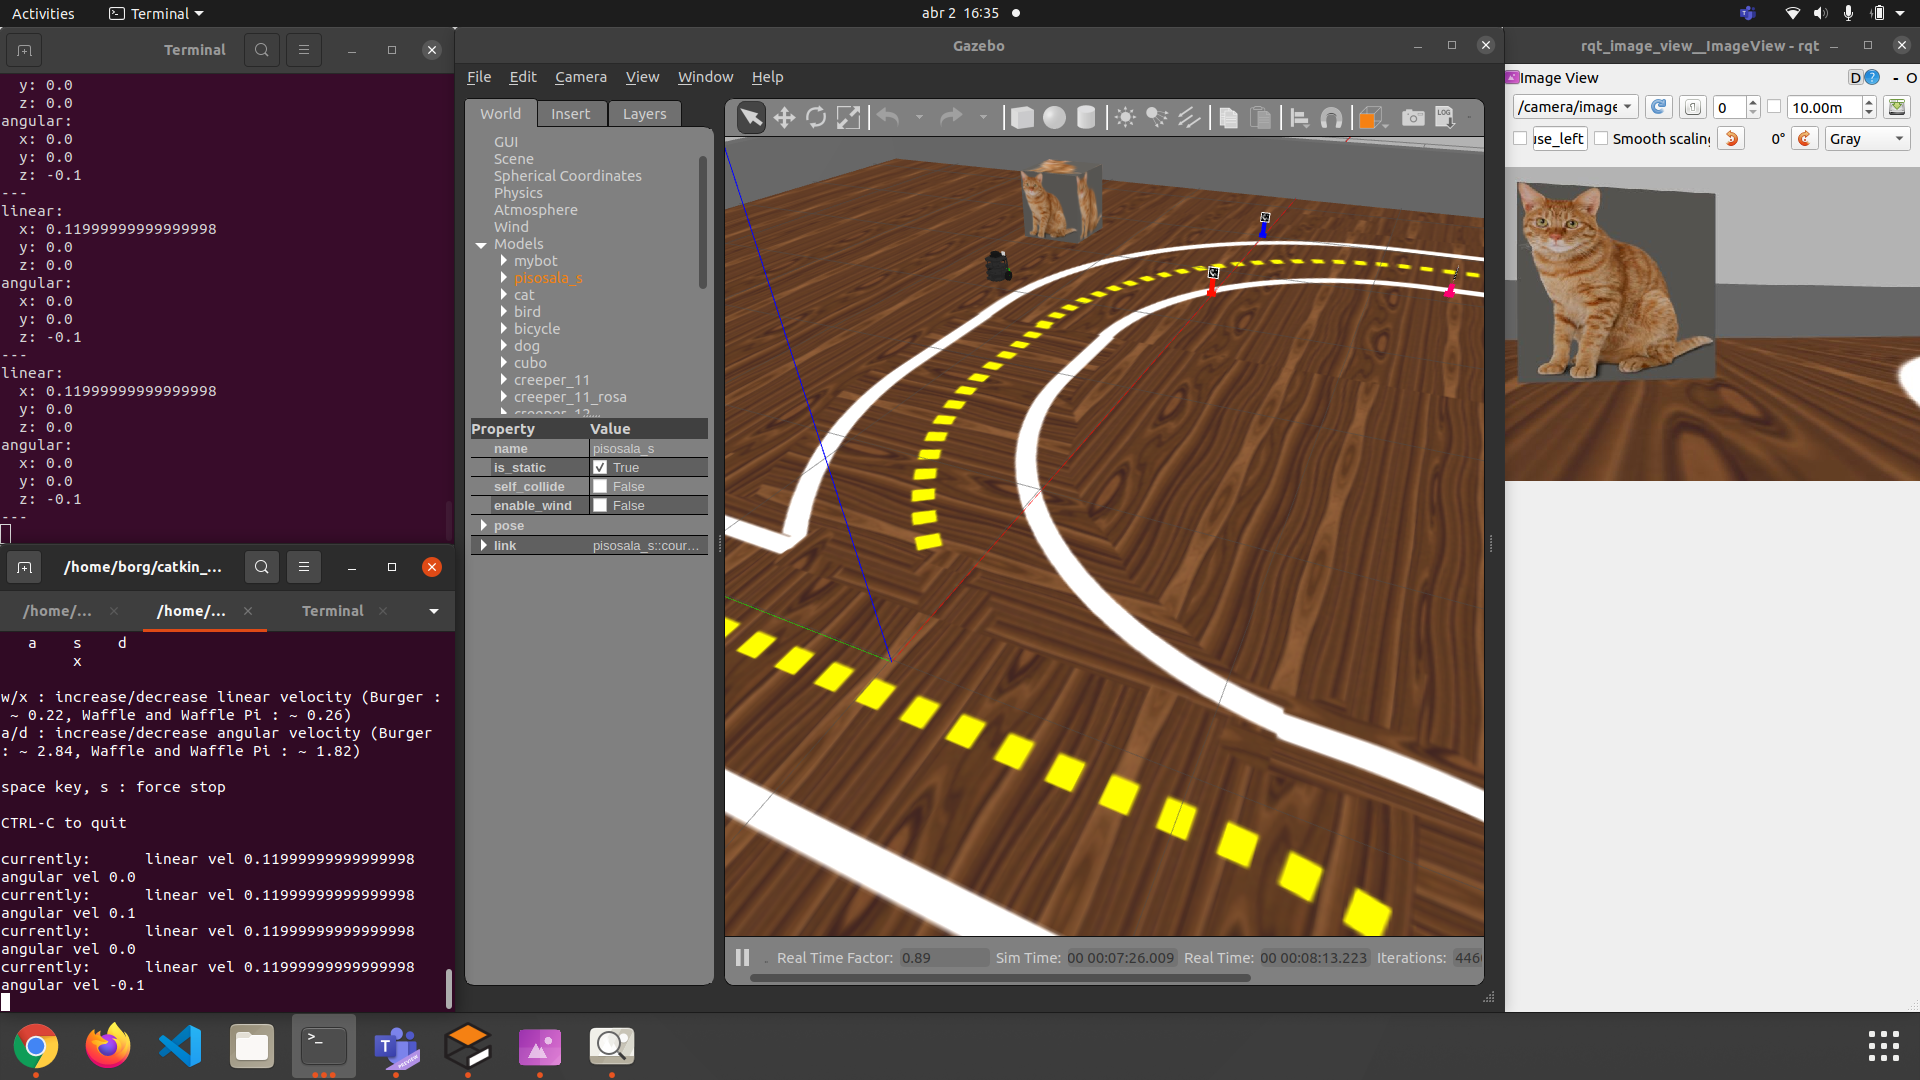 Activities
Terminal
abr 2 16:35
Terminal
y: 0.0
z: 0.0
angular:
x: 0.0
y: 0.0
z: -0.1
---
linear:
x: 0.11999999999999998
y: 0.0
z: 0.0
angular:
x: 0.0
y: 0.0
z: -0.1
---
linear:
x: 0.11999999999999998
y: 0.0
z: 0.0
angular:
x: 0.0
y: 0.0
z: -0.1
---
/home/borg/catkin_...
/home/...
/home/...
Terminal
a s d
x
w/x : increase/decrease linear velocity (Burger :
~ 0.22, Waffle and Waffle Pi : ~ 0.26)
a/d : increase/decrease angular velocity (Burger
: ~ 2.84, Waffle and Waffle Pi : ~ 1.82)
space key, s : force stop
CTRL-C to quit
currently: linear vel 0.11999999999999998
angular vel 0.0
currently: linear vel 0.11999999999999998
angular vel 0.1
currently: linear vel 0.11999999999999998
angular vel 0.0
currently: linear vel 0.11999999999999998
angular vel -0.1
Gazebo
File Edit Camera View Window Help
World Insert Layers
GUI
Scene
Spherical Coordinates
Physics
Atmosphere
Wind
Models
mybot
pisosala_s
cat
bird
bicycle
dog
cubo
creeper_11
creeper_11_rosa
Property Value
name pisosala_s
is_static True
self_collide False
enable_wind False
pose
link pisosala_s::cour...
LOG
Real Time Factor: 0.89 Sim Time: 00 00:07:26.009 Real Time: 00 00:08:13.223 Iterations: 446
rqt_image_view__ImageView - rqt
Image View
D ? - O
/camera/image 0 10.00m
se_left Smooth scaling 0° Gray
>_
T
PREVIEW